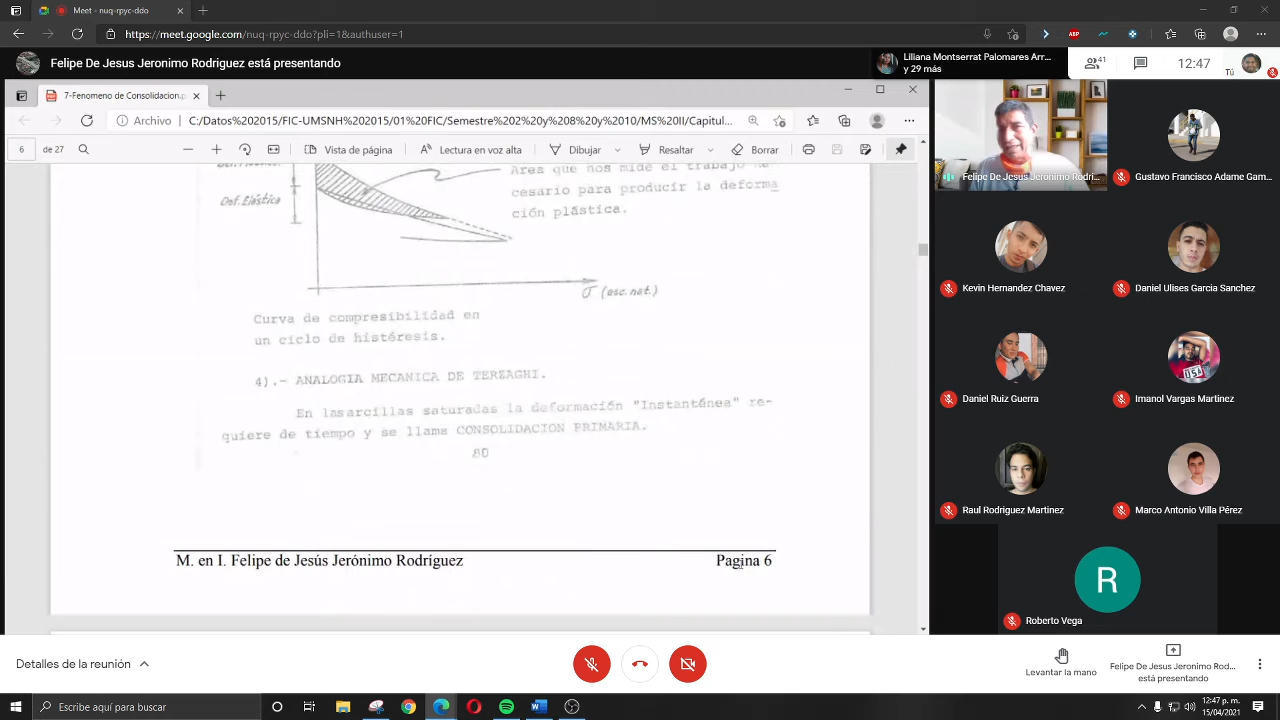 Meet - nuq-rpyc-ddo
https://meet.google.com/nuq-rpyc-ddo?pli=1&authuser=1
ABP
Felipe De Jesus Jeronimo Rodríguez está presentando
Liliana Montserrat Palomares Arr...
y 29 más
41
12:47
Tú
7-Fenomeno de Consolidacion.p
Archivo
C:/Datos%202015/FIC-UMSNH%202015/01%20FIC/Semestre%202%20y%208%20y%2010/MS%20II/Capitul...
6
de 27
Vista de página
Lectura en voz alta
Dibujar
Resaltar
Borrar
Area que nos mide el trabajo ne-
cesario para producir la deforma
ción plástica.
Def. Elástica
σ (esc. nat.)
Curva de compresibilidad en
un ciclo de histéresis.
4).- ANALOGIA MECANICA DE TERZAGHI.
En lasarcillas saturadas la deformación "Instantánea" re-
quiere de tiempo y se llama CONSOLIDACION PRIMARIA.
80
M. en I. Felipe de Jesús Jerónimo Rodríguez
Pagina 6
Felipe De Jesus Jeronimo Rodrí...
Gustavo Francisco Adame Gam...
Kevin Hernandez Chavez
Daniel Ulises Garcia Sanchez
Daniel Ruiz Guerra
Imanol Vargas Martinez
USA
Raul Rodriguez Martinez
Marco Antonio Villa Pérez
R
Roberto Vega
Detalles de la reunión
Levantar la mano
Felipe De Jesus Jeronimo Rod...
está presentando
Escribe aquí para buscar
12:47 p. m.
15/04/2021